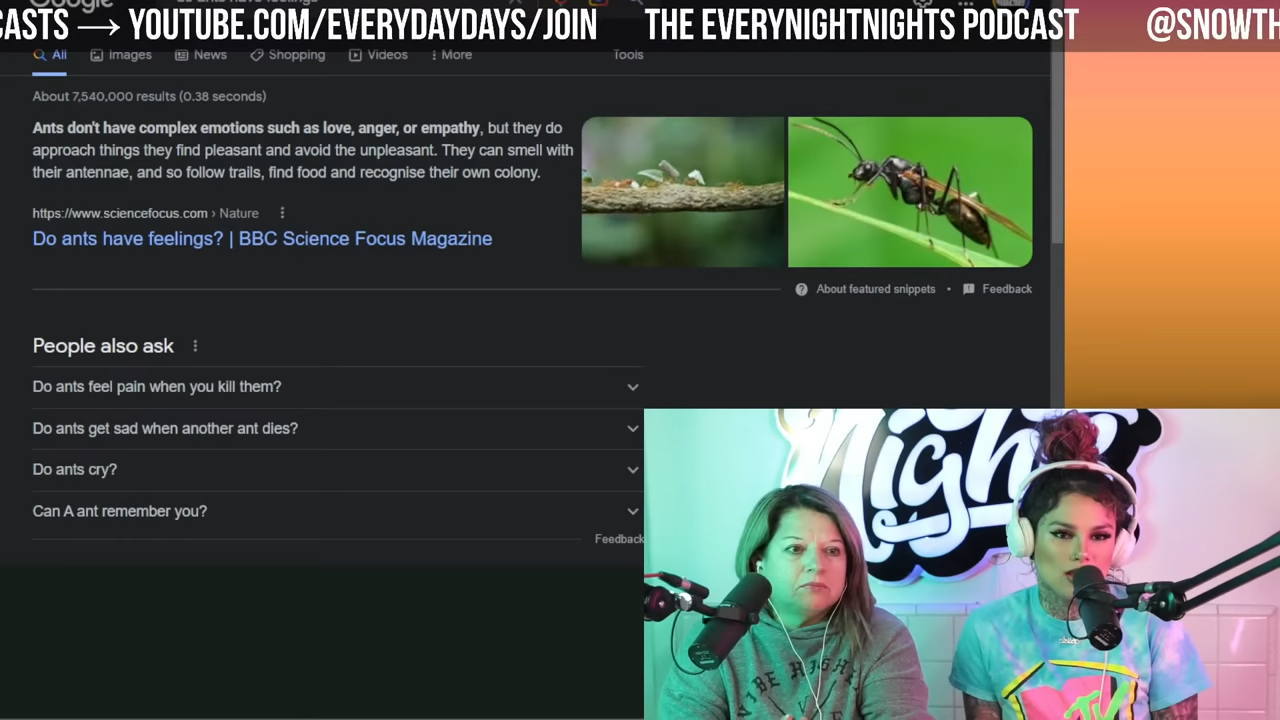 CASTS → YOUTUBE.COM/EVERYDAYDAYS/JOIN THE EVERYNIGHTNIGHTS PODCAST @SNOWTH
Google
All Images News Shopping Videos More Tools
About 7,540,000 results (0.38 seconds)
Ants don't have complex emotions such as love, anger, or empathy, but they do
approach things they find pleasant and avoid the unpleasant. They can smell with
their antennae, and so follow trails, find food and recognise their own colony.
https://www.sciencefocus.com › Nature
Do ants have feelings? | BBC Science Focus Magazine
About featured snippets • Feedback
People also ask
Do ants feel pain when you kill them?
Do ants get sad when another ant dies?
Do ants cry?
Can A ant remember you?
Feedback
Night
MTV